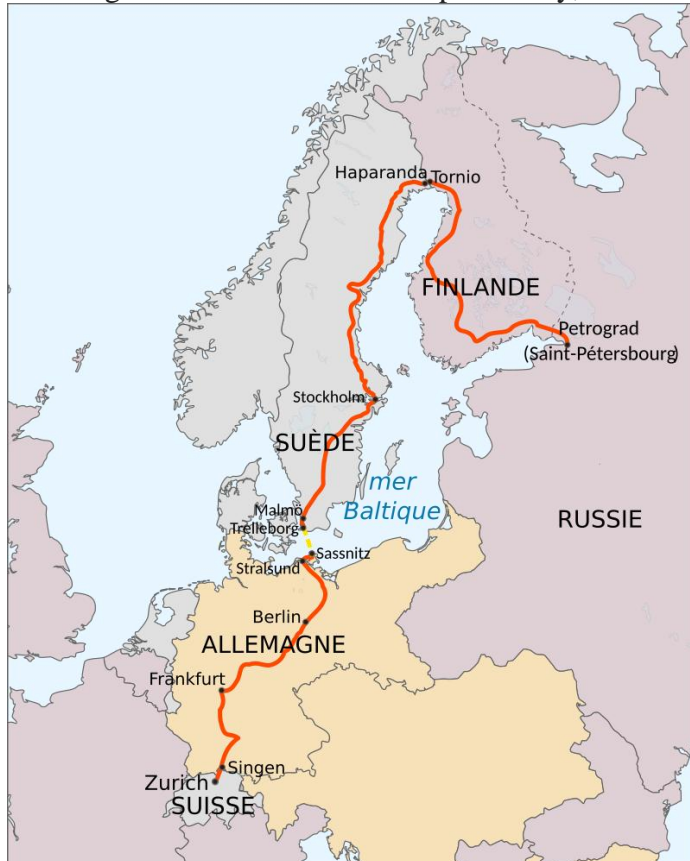 Haparanda
Tornio
FINLANDE
Petrograd
(Saint-Pétersbourg)
Stockholm
SUÈDE
mer
Baltique
Malmö
Trelleborg
RUSSIE
Sassnitz
Stralsund
Berlin
ALLEMAGNE
Frankfurt
Singen
Zurich
SUISSE